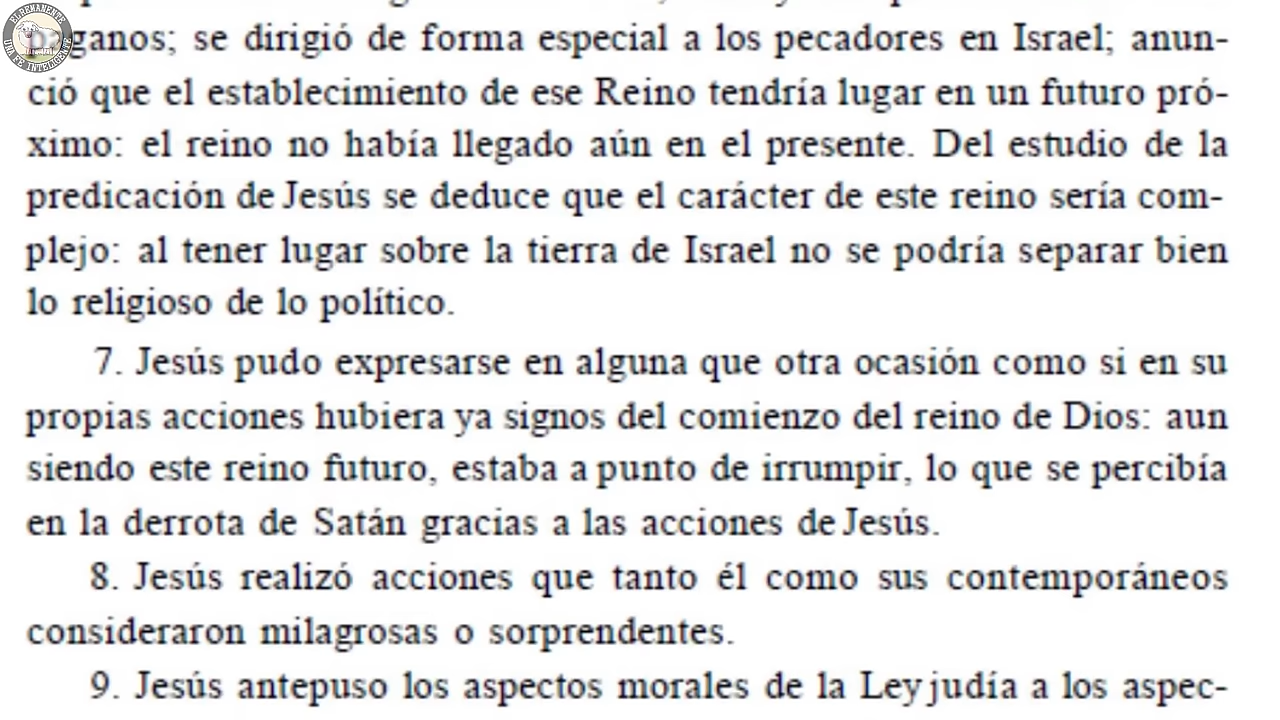 ELREMANENTE
UNA FE INTELIGENTE
ganos; se dirigió de forma especial a los pecadores en Israel; anun-
ció que el establecimiento de ese Reino tendría lugar en un futuro pró-
ximo: el reino no había llegado aún en el presente. Del estudio de la
predicación de Jesús se deduce que el carácter de este reino sería com-
plejo: al tener lugar sobre la tierra de Israel no se podría separar bien
lo religioso de lo político.
7. Jesús pudo expresarse en alguna que otra ocasión como si en su
propias acciones hubiera ya signos del comienzo del reino de Dios: aun
siendo este reino futuro, estaba a punto de irrumpir, lo que se percibía
en la derrota de Satán gracias a las acciones de Jesús.
8. Jesús realizó acciones que tanto él como sus contemporáneos
consideraron milagrosas o sorprendentes.
9. Jesús antepuso los aspectos morales de la Ley judía a los aspec-